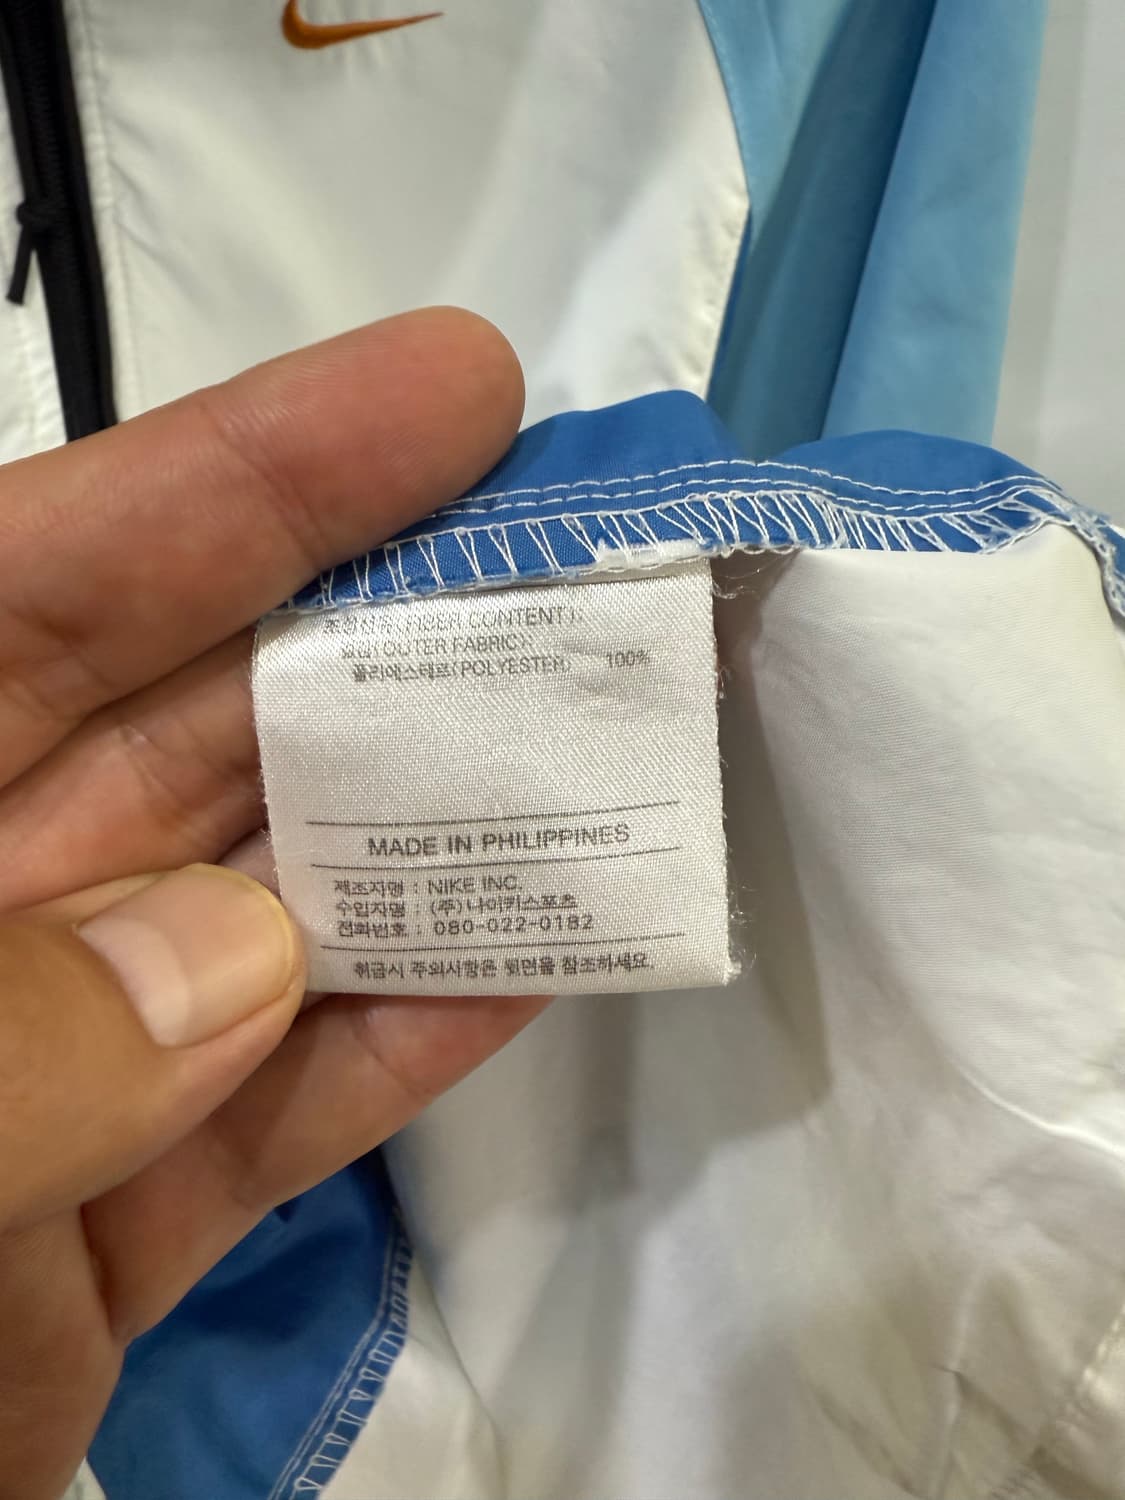 조성섬유(FIBER CONTENT):
겉감(OUTER FABRIC):
폴리에스테르(POLYESTER) 100%
MADE IN PHILIPPINES
제조자명 : NIKE INC.
수입자명 : (주)나이키스포츠
전화번호 : 080-022-0182
취급시 주의사항은 뒷면을 참조하세요.